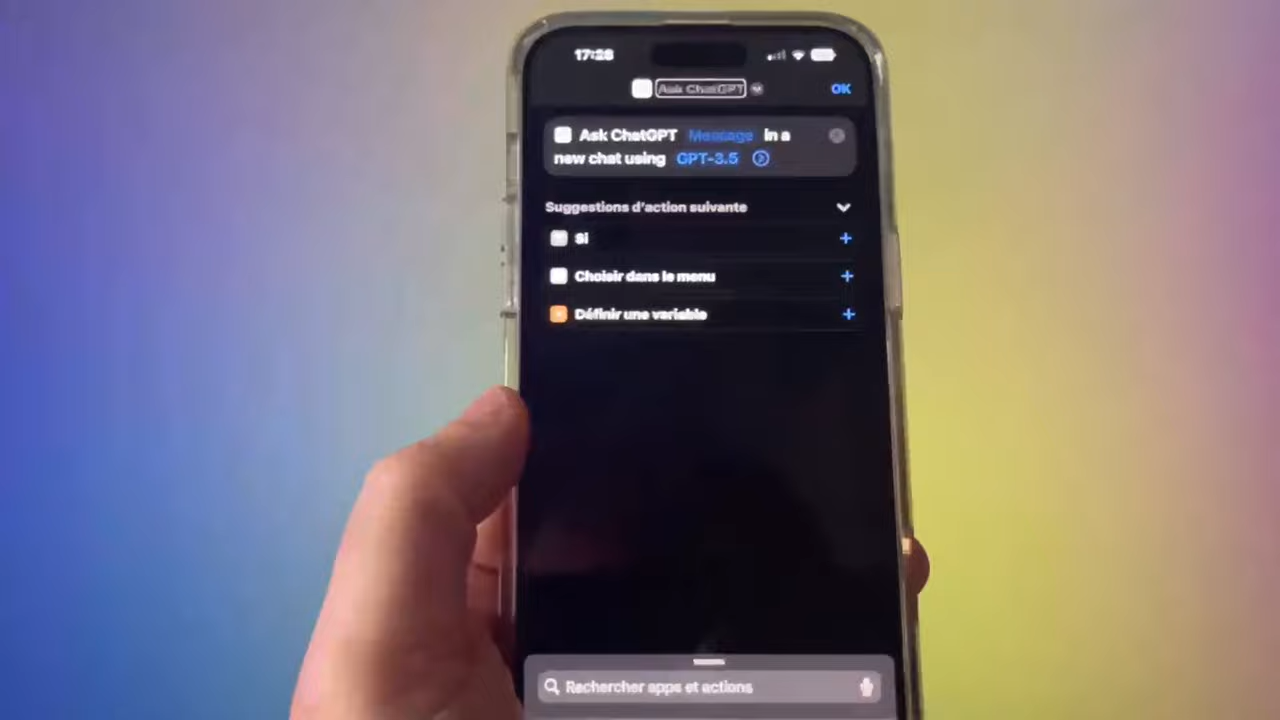 17:28
Ask ChatGPT
OK
Ask ChatGPT Message in a
new chat using GPT-3.5
Suggestions d'action suivante
Si
Choisir dans le menu
Définir une variable
Rechercher apps et actions